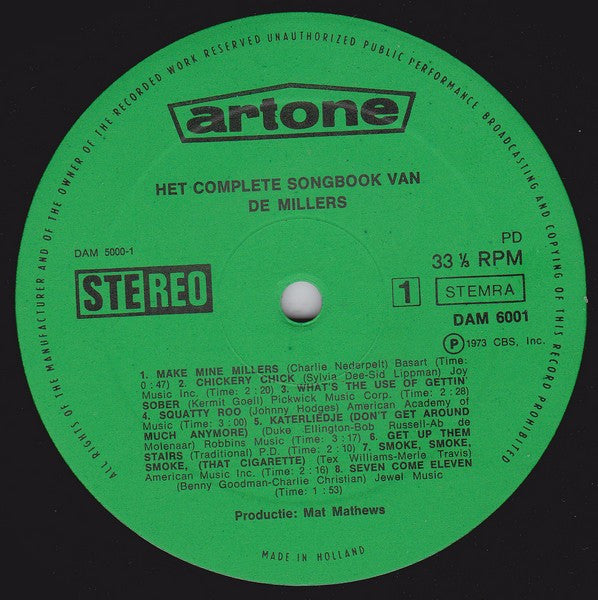 ALL RIGHTS OF THE MANUFACTURER AND OF THE OWNER OF THE RECORDED WORK RESERVED UNAUTHORIZED PUBLIC PERFORMANCE BROADCASTING AND COPYING OF THIS RECORD PROHIBITED
artone
HET COMPLETE SONGBOOK VAN
DE MILLERS
DAM 5000-1
STEREO
PD
33 ⅓ RPM
1 STEMRA
DAM 6001
Ⓟ 1973 CBS, Inc.
1. MAKE MINE MILLERS (Charlie Nederpelt) Basart (Time:
0:47) 2. CHICKERY CHICK (Sylvia Dee-Sid Lippman) Joy
Music Inc. (Time: 2:20) 3. WHAT'S THE USE OF GETTIN'
SOBER (Kermit Goell) Pickwick Music Corp. (Time: 2:28)
4. SQUATTY ROO (Johnny Hodges) American Academy of
Music (Time: 3:00) 5. KATERLIEDJE (DON'T GET AROUND
MUCH ANYMORE) (Duke Ellington-Bob Russell-Ab de
Molenaar) Robbins Music (Time: 3:17) 6. GET UP THEM
STAIRS (Traditional) P.D. (Time: 2:10) 7. SMOKE, SMOKE,
SMOKE, (THAT CIGARETTE) (Tex Williams-Merle Travis)
American Music Inc. (Time: 2:16) 8. SEVEN COME ELEVEN
(Benny Goodman-Charlie Christian) Jewel Music
(Time: 1:53)
Productie: Mat Mathews
MADE IN HOLLAND